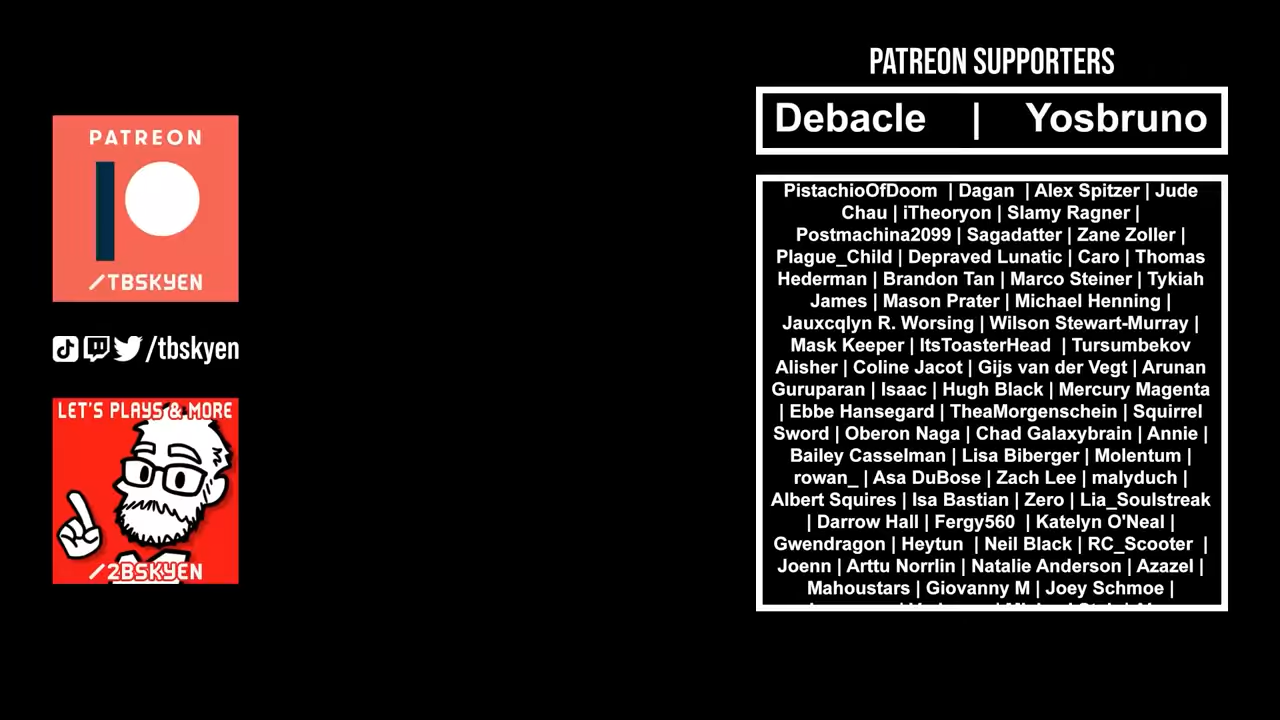 PATREON
/TBSKYEN
/tbskyen
LET'S PLAYS & MORE
/2BSKYEN
PATREON SUPPORTERS
Debacle | Yosbruno
PistachioOfDoom | Dagan | Alex Spitzer | Jude
Chau | iTheoryon | Slamy Ragner |
Postmachina2099 | Sagadatter | Zane Zoller |
Plague_Child | Depraved Lunatic | Caro | Thomas
Hederman | Brandon Tan | Marco Steiner | Tykiah
James | Mason Prater | Michael Henning |
Jauxcqlyn R. Worsing | Wilson Stewart-Murray |
Mask Keeper | ItsToasterHead | Tursumbekov
Alisher | Coline Jacot | Gijs van der Vegt | Arunan
Guruparan | Isaac | Hugh Black | Mercury Magenta
| Ebbe Hansegard | TheaMorgenschein | Squirrel
Sword | Oberon Naga | Chad Galaxybrain | Annie |
Bailey Casselman | Lisa Biberger | Molentum |
rowan_ | Asa DuBose | Zach Lee | malyduch |
Albert Squires | Isa Bastian | Zero | Lia_Soulstreak
| Darrow Hall | Fergy560 | Katelyn O'Neal |
Gwendragon | Heytun | Neil Black | RC_Scooter |
Joenn | Arttu Norrlin | Natalie Anderson | Azazel |
Mahoustars | Giovanny M | Joey Schmoe |